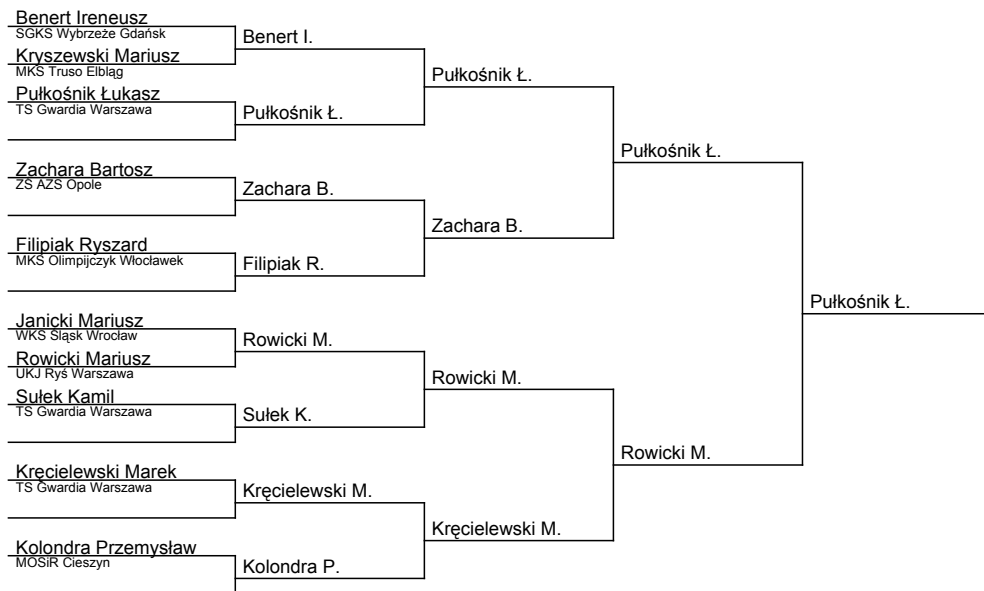 Benert Ireneusz
SGKS Wybrzeże Gdańsk
Kryszewski Mariusz
MKS Truso Elbląg
Pułkośnik Łukasz
TS Gwardia Warszawa
Zachara Bartosz
ZS AZS Opole
Filipiak Ryszard
MKS Olimpijczyk Włocławek
Janicki Mariusz
WKS Śląsk Wrocław
Rowicki Mariusz
UKJ Ryś Warszawa
Sułek Kamil
TS Gwardia Warszawa
Kręcielewski Marek
TS Gwardia Warszawa
Kolondra Przemysław
MOSiR Cieszyn
Benert I.
Pułkośnik Ł.
Zachara B.
Filipiak R.
Rowicki M.
Sułek K.
Kręcielewski M.
Kolondra P.
Pułkośnik Ł.
Zachara B.
Rowicki M.
Kręcielewski M.
Pułkośnik Ł.
Rowicki M.
Pułkośnik Ł.